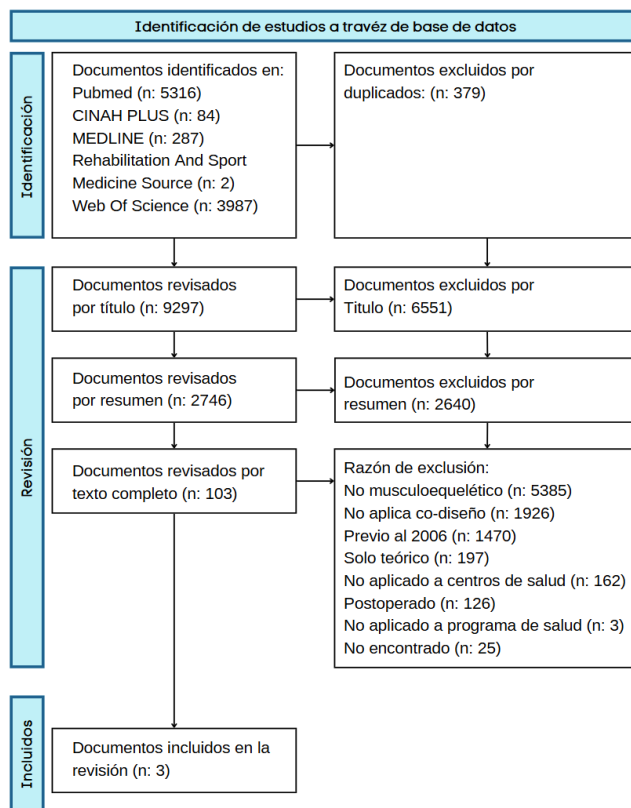 Identificación de estudios a travéz de base de datos
Identificación
Documentos identificados en:
Pubmed (n: 5316)
CINAH PLUS (n: 84)
MEDLINE (n: 287)
Rehabilitation And Sport
Medicine Source (n: 2)
Web Of Science (n: 3987)
Documentos excluidos por
duplicados: (n: 379)
Revisión
Documentos revisados
por título (n: 9297)
Documentos excluidos por
Titulo (n: 6551)
Documentos revisados
por resumen (n: 2746)
Documentos excluidos por
resumen (n: 2640)
Documentos revisados por
texto completo (n: 103)
Razón de exclusión:
No musculoequelético (n: 5385)
No aplica co-diseño (n: 1926)
Previo al 2006 (n: 1470)
Solo teórico (n: 197)
No aplicado a centros de salud (n: 162)
Postoperado (n: 126)
No aplicado a programa de salud (n: 3)
No encontrado (n: 25)
Incluidos
Documentos incluidos en la
revisión (n: 3)